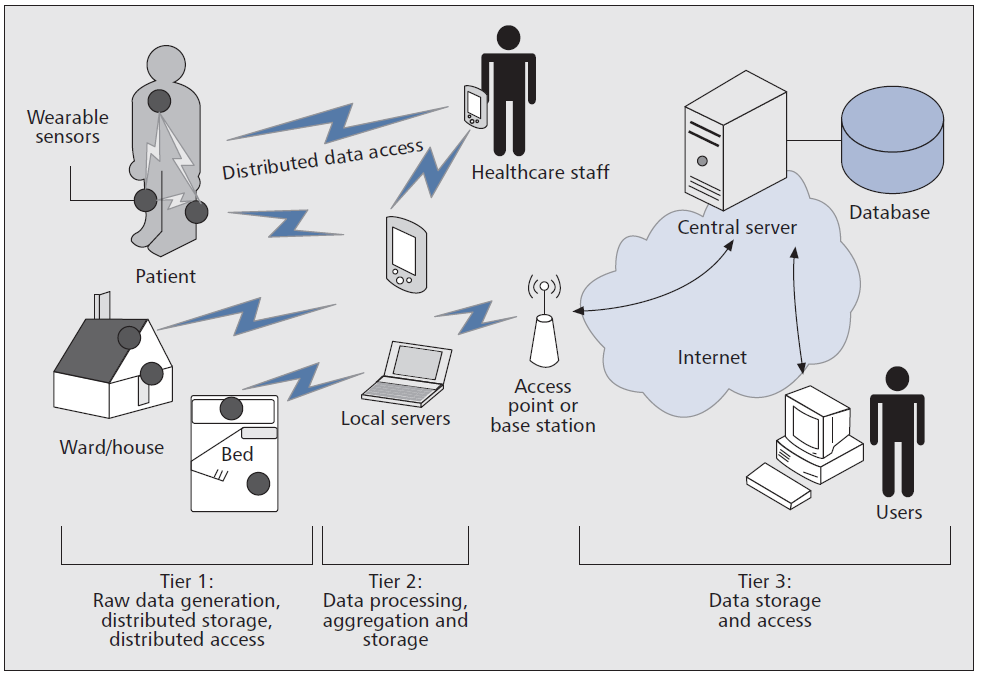 Wearable
sensors
Distributed data access
Healthcare staff
Patient
Central server
Database
Internet
Ward/house
Bed
Local servers
Access
point or
base station
Users
Tier 1:
Raw data generation,
distributed storage,
distributed access
Tier 2:
Data processing,
aggregation and
storage
Tier 3:
Data storage
and access